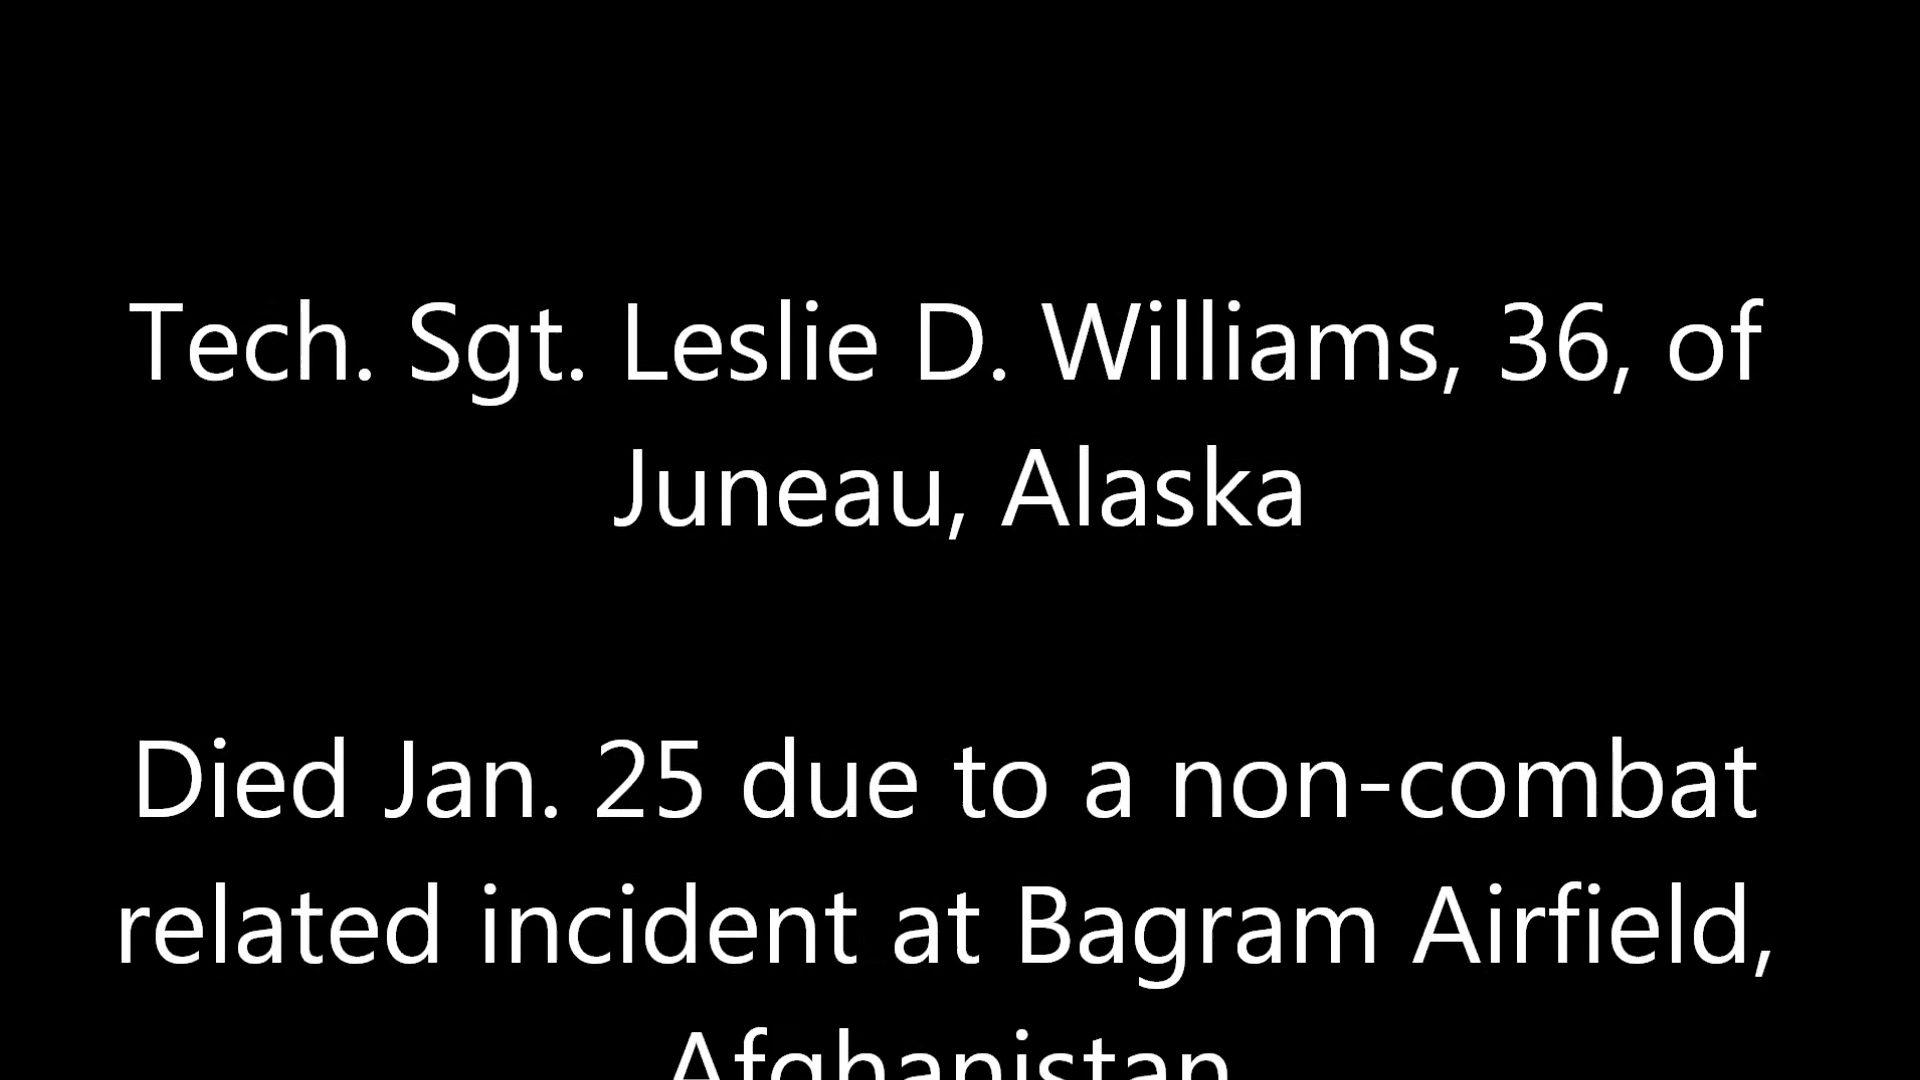 Tech. Sgt. Leslie D. Williams, 36, of
Juneau, Alaska
Died Jan. 25 due to a non-combat
related incident at Bagram Airfield,
Afghanistan